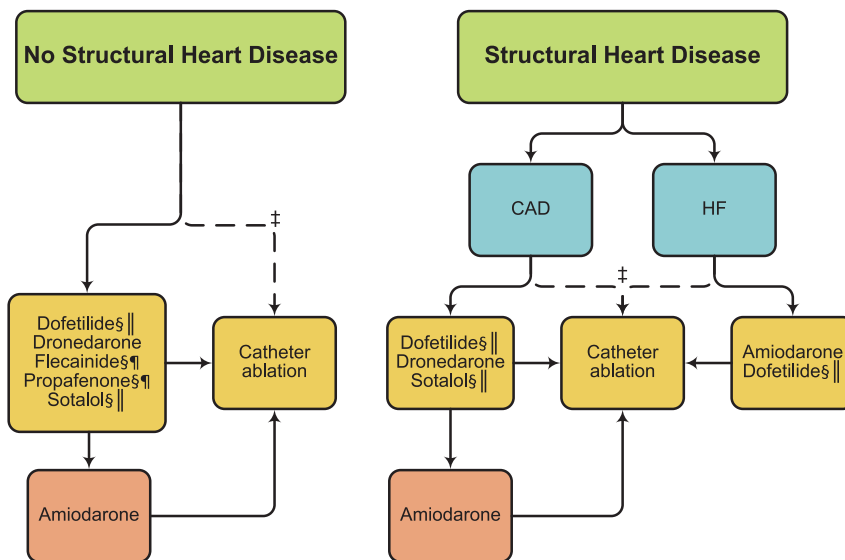 No Structural Heart Disease
‡
Dofetilide§‖
Dronedarone
Flecainide§¶
Propafenone§¶
Sotalol§‖
Catheter
ablation
Amiodarone
Structural Heart Disease
CAD
HF
‡
Dofetilide§‖
Dronedarone
Sotalol§‖
Catheter
ablation
Amiodarone
Dofetilide§‖
Amiodarone